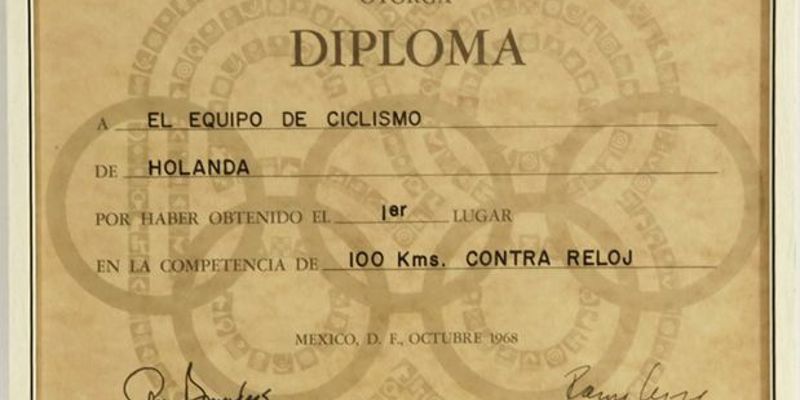 OTORGA
DIPLOMA
A EL EQUIPO DE CICLISMO
DE HOLANDA
POR HABER OBTENIDO EL 1er LUGAR
EN LA COMPETENCIA DE 100 Kms. CONTRA RELOJ
MEXICO, D. F., OCTUBRE 1968